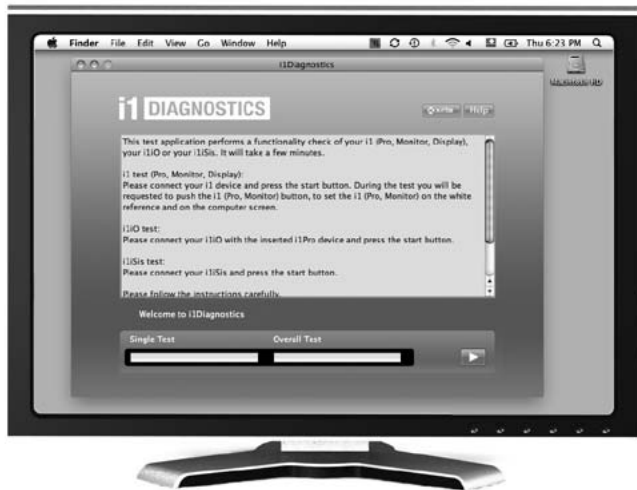 Finder File Edit View Go Window Help Thu 6:23 PM
i1Diagnostics
Macintosh HD
i1 DIAGNOSTICS
Help
This test application performs a functionality check of your i1 (Pro, Monitor, Display),
your i1iO or your i1iSis. It will take a few minutes.
i1 test (Pro, Monitor, Display):
Please connect your i1 device and press the start button. During the test you will be
requested to push the i1 (Pro, Monitor) button, to set the i1 (Pro, Monitor) on the white
reference and on the computer screen.
i1iO test:
Please connect your i1iO with the inserted i1Pro device and press the start button.
i1iSis test:
Please connect your i1iSis and press the start button.
Please follow the instructions carefully.
Welcome to i1Diagnostics
Single Test Overall Test